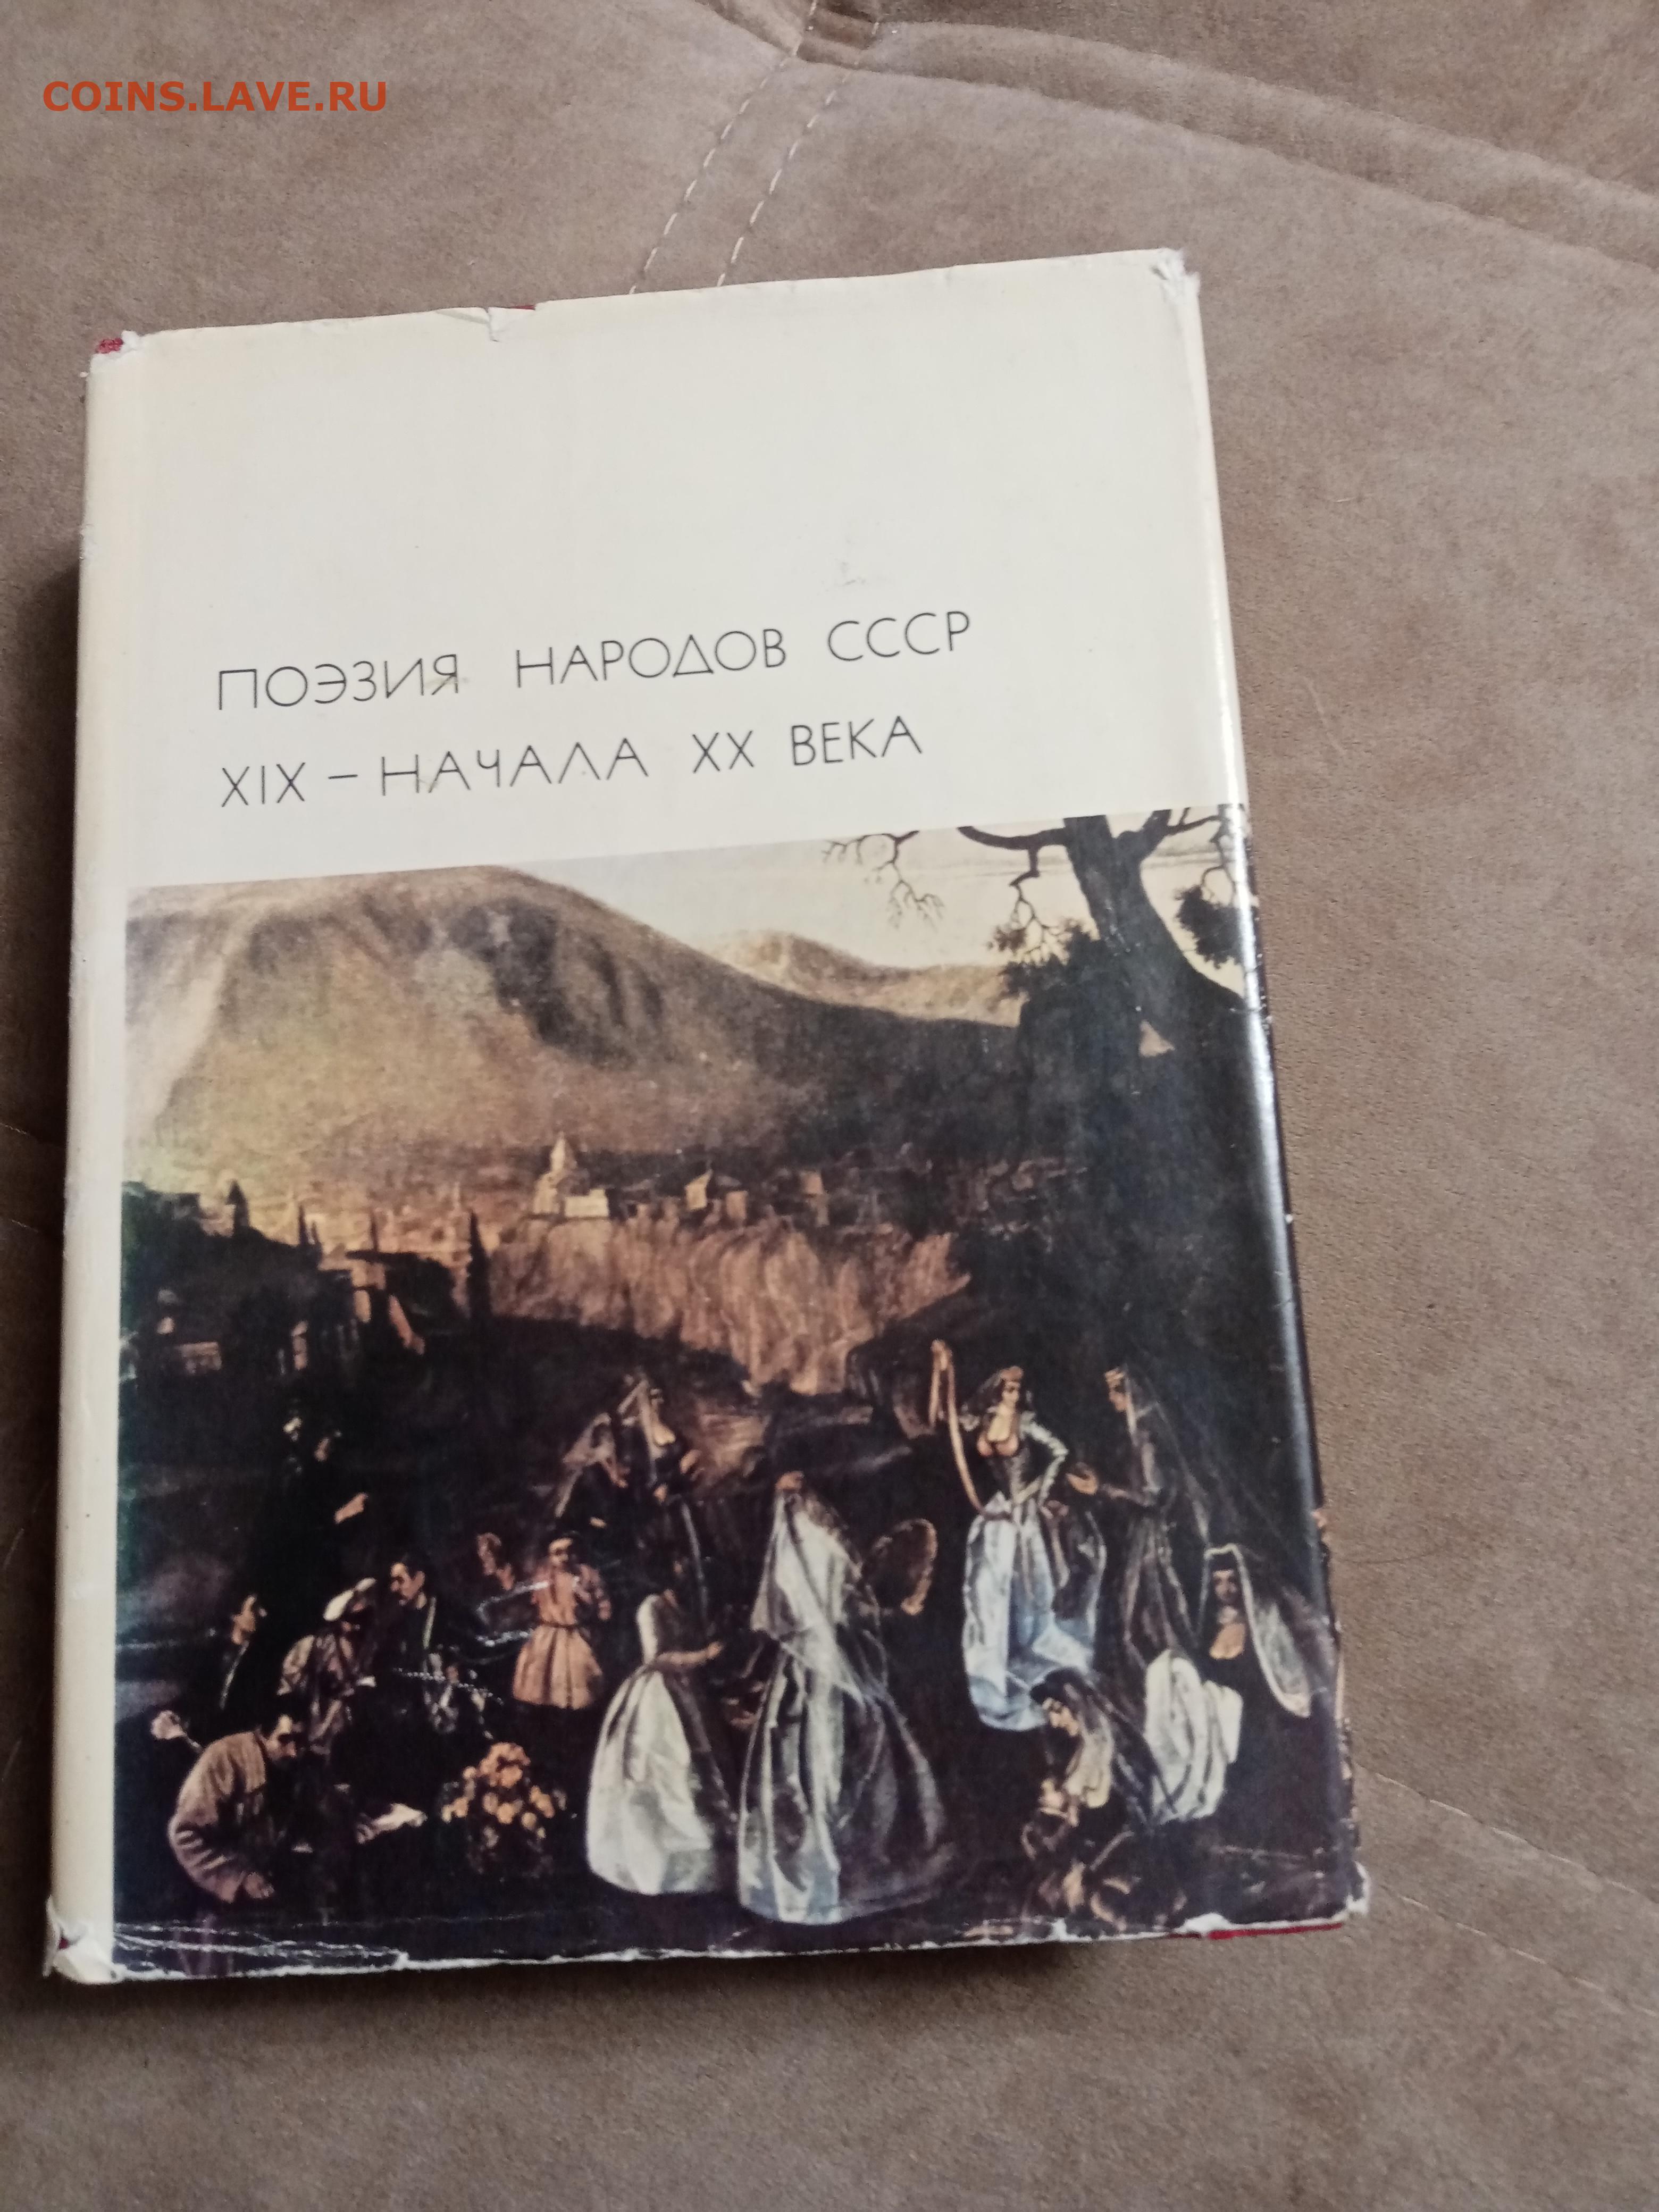 COINS.LAVE.RU
ПОЭЗИЯ НАРОДОВ СССР
XIX – НАЧАЛА XX ВЕКА